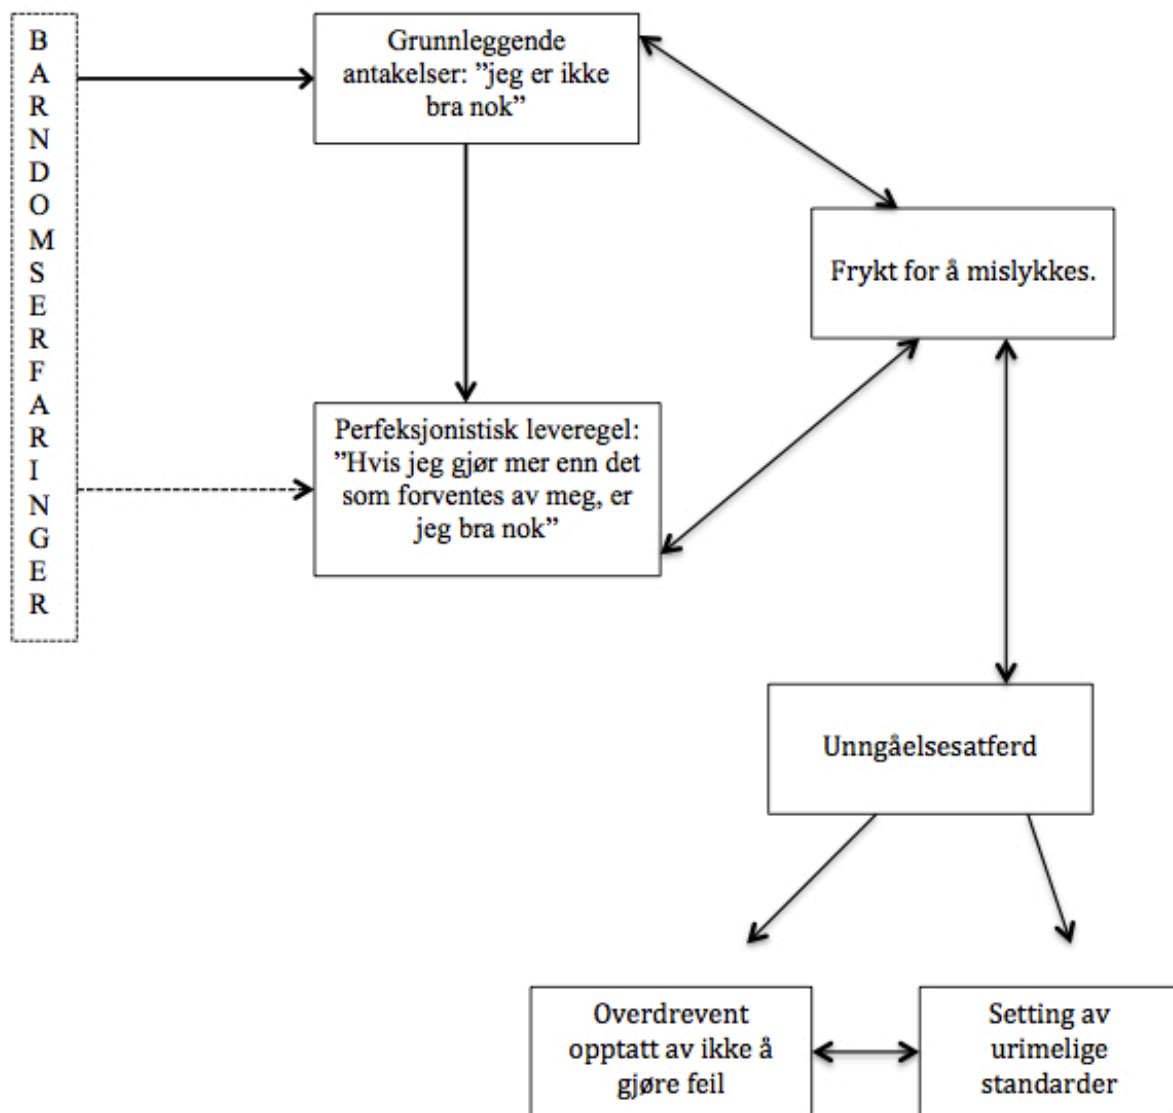 BARNDOMSERFARINGER
Grunnleggende
antakelser: ”jeg er ikke
bra nok”
Frykt for å mislykkes.
Perfeksjonistisk leveregel:
”Hvis jeg gjør mer enn det
som forventes av meg, er
jeg bra nok”
Unngåelsesatferd
Overdrevent
opptatt av ikke å
gjøre feil
Setting av
urimelige
standarder